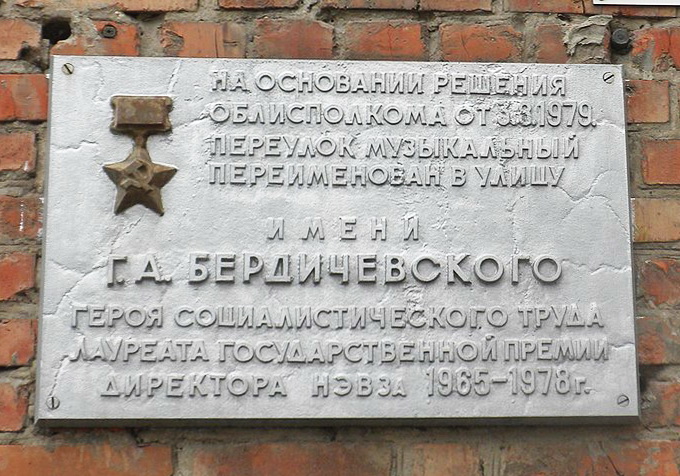 НА ОСНОВАНИИ РЕШЕНИЯ
ОБЛИСПОЛКОМА ОТ 3.3.1979.
ПЕРЕУЛОК МУЗЫКАЛЬНЫЙ
ПЕРЕИМЕНОВАН В УЛИЦУ
ИМЕНИ
Г. А. БЕРДИЧЕВСКОГО
ГЕРОЯ СОЦИАЛИСТИЧЕСКОГО ТРУДА
ЛАУРЕАТА ГОСУДАРСТВЕННОЙ ПРЕМИИ
ДИРЕКТОРА НЭВЗа 1965-1978 г.